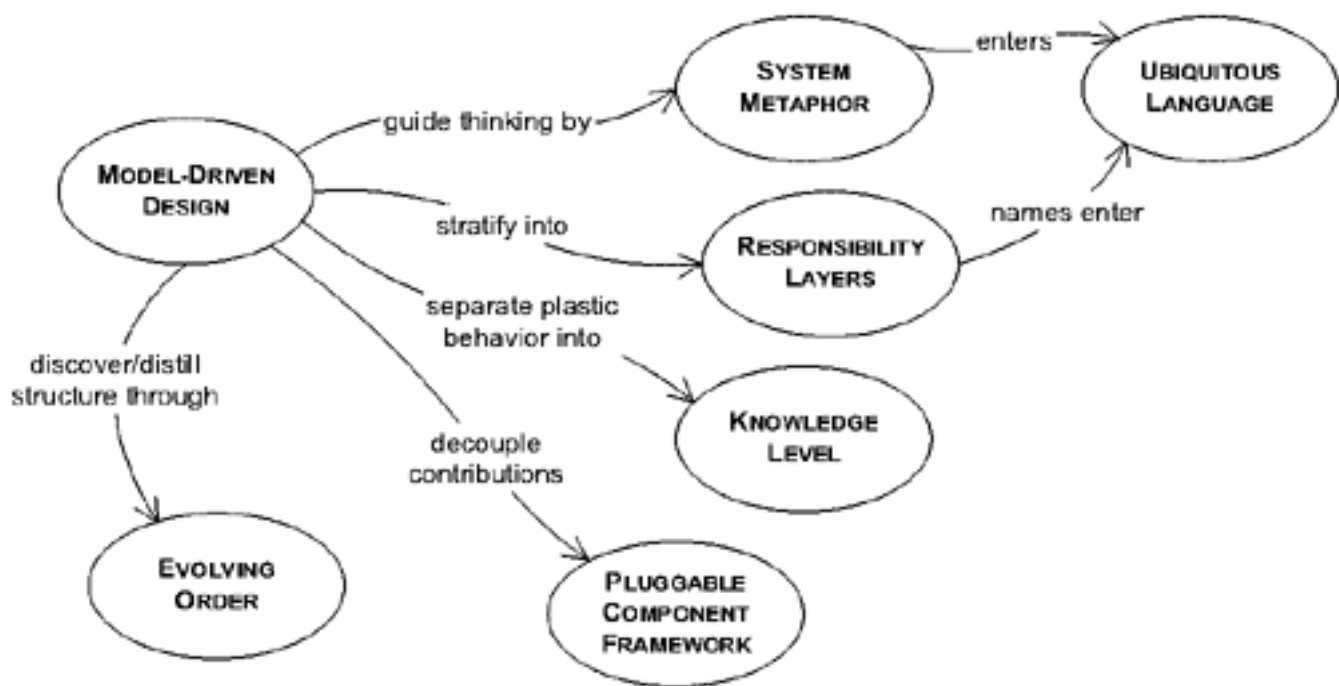 SYSTEM
METAPHOR
enters
UBIQUITOUS
LANGUAGE
guide thinking by
MODEL-DRIVEN
DESIGN
stratify into
names enter
RESPONSIBILITY
LAYERS
separate plastic
behavior into
discover/distill
structure through
KNOWLEDGE
LEVEL
decouple
contributions
EVOLVING
ORDER
PLUGGABLE
COMPONENT
FRAMEWORK